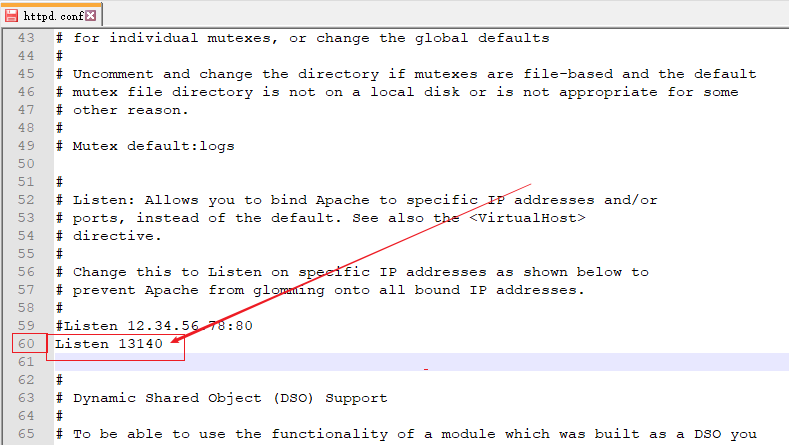 httpd.conf
43 # for individual mutexes, or change the global defaults
44 #
45 # Uncomment and change the directory if mutexes are file-based and the default
46 # mutex file directory is not on a local disk or is not appropriate for some
47 # other reason.
48 #
49 # Mutex default:logs
50
51 #
52 # Listen: Allows you to bind Apache to specific IP addresses and/or
53 # ports, instead of the default. See also the <VirtualHost>
54 # directive.
55 #
56 # Change this to Listen on specific IP addresses as shown below to
57 # prevent Apache from glomming onto all bound IP addresses.
58 #
59 #Listen 12.34.56.78:80
60 Listen 13140
61
62 #
63 # Dynamic Shared Object (DSO) Support
64 #
65 # To be able to use the functionality of a module which was built as a DSO you